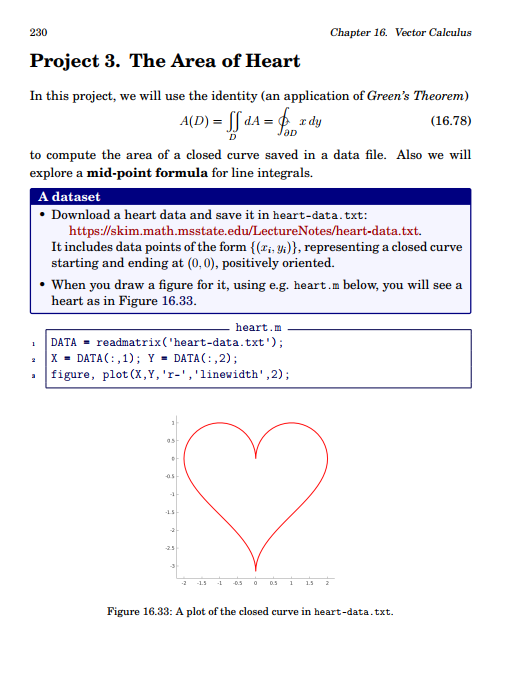 230 Chapter 16. Vector Calculus
Project 3. The Area of Heart
In this project, we will use the identity (an application of Green's Theorem)
A(D) = ∬_D dA = ∮_∂D x dy (16.78)
to compute the area of a closed curve saved in a data file. Also we will
explore a mid-point formula for line integrals.
A dataset
• Download a heart data and save it in heart-data.txt:
https://skim.math.msstate.edu/LectureNotes/heart-data.txt.
It includes data points of the form {(x_i, y_i)}, representing a closed curve
starting and ending at (0, 0), positively oriented.
• When you draw a figure for it, using e.g. heart.m below, you will see a
heart as in Figure 16.33.
heart.m
1 DATA = readmatrix('heart-data.txt');
2 X = DATA(:,1); Y = DATA(:,2);
3 figure, plot(X,Y,'r-','linewidth',2);
1
0.5
0
-0.5
-1
-1.5
-2
-2.5
-3
-2 -1.5 -1 -0.5 0 0.5 1 1.5 2
Figure 16.33: A plot of the closed curve in heart-data.txt.